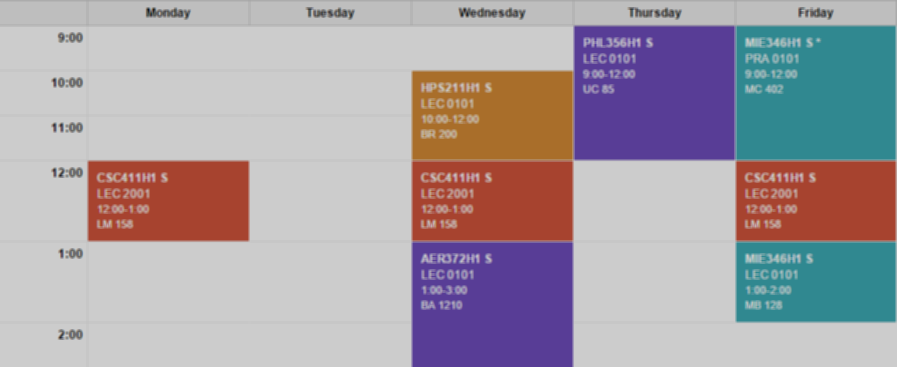 Monday Tuesday Wednesday Thursday Friday
9:00
PHL356H1 S
LEC 0101
9:00-12:00
UC 85
MIE346H1 S *
PRA 0101
9:00-12:00
MC 402
10:00
HPS211H1 S
LEC 0101
10:00-12:00
BR 200
11:00
12:00
CSC411H1 S
LEC 2001
12:00-1:00
LM 158
CSC411H1 S
LEC 2001
12:00-1:00
LM 158
CSC411H1 S
LEC 2001
12:00-1:00
LM 158
1:00
AER372H1 S
LEC 0101
1:00-3:00
BA 1210
MIE346H1 S
LEC 0101
1:00-2:00
MB 128
2:00